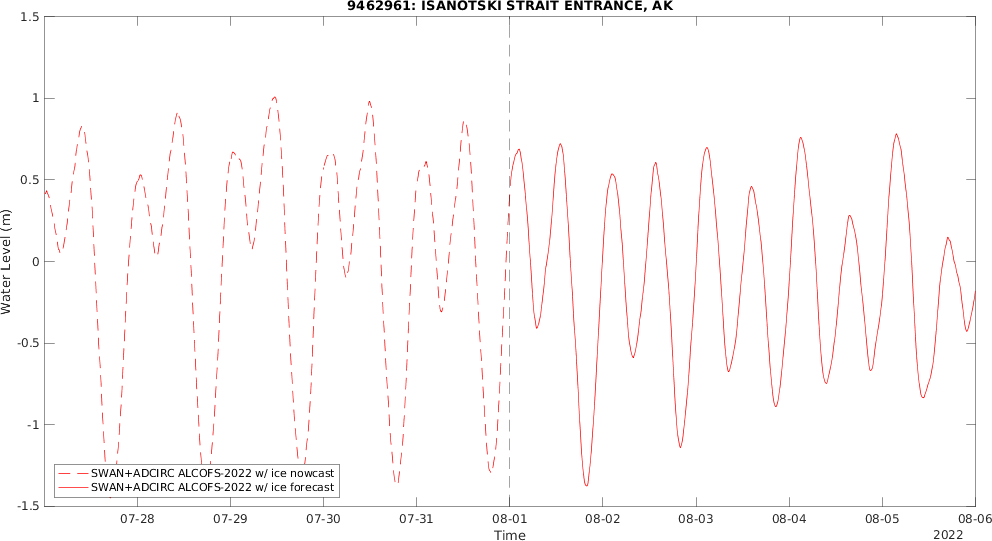 9462961: ISANOTSKI STRAIT ENTRANCE, AK
1.5
1
0.5
0
-0.5
-1
-1.5
Water Level (m)
SWAN+ADCIRC ALCOFS-2022 w/ ice nowcast
SWAN+ADCIRC ALCOFS-2022 w/ ice forecast
07-28 07-29 07-30 07-31 08-01 08-02 08-03 08-04 08-05 08-06
Time
2022